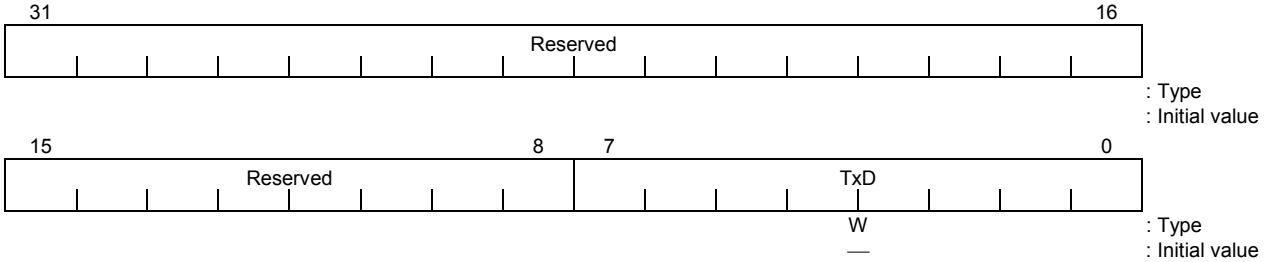 31 16
Reserved
: Type
: Initial value
15 8 7 0
Reserved TxD
W : Type
— : Initial value